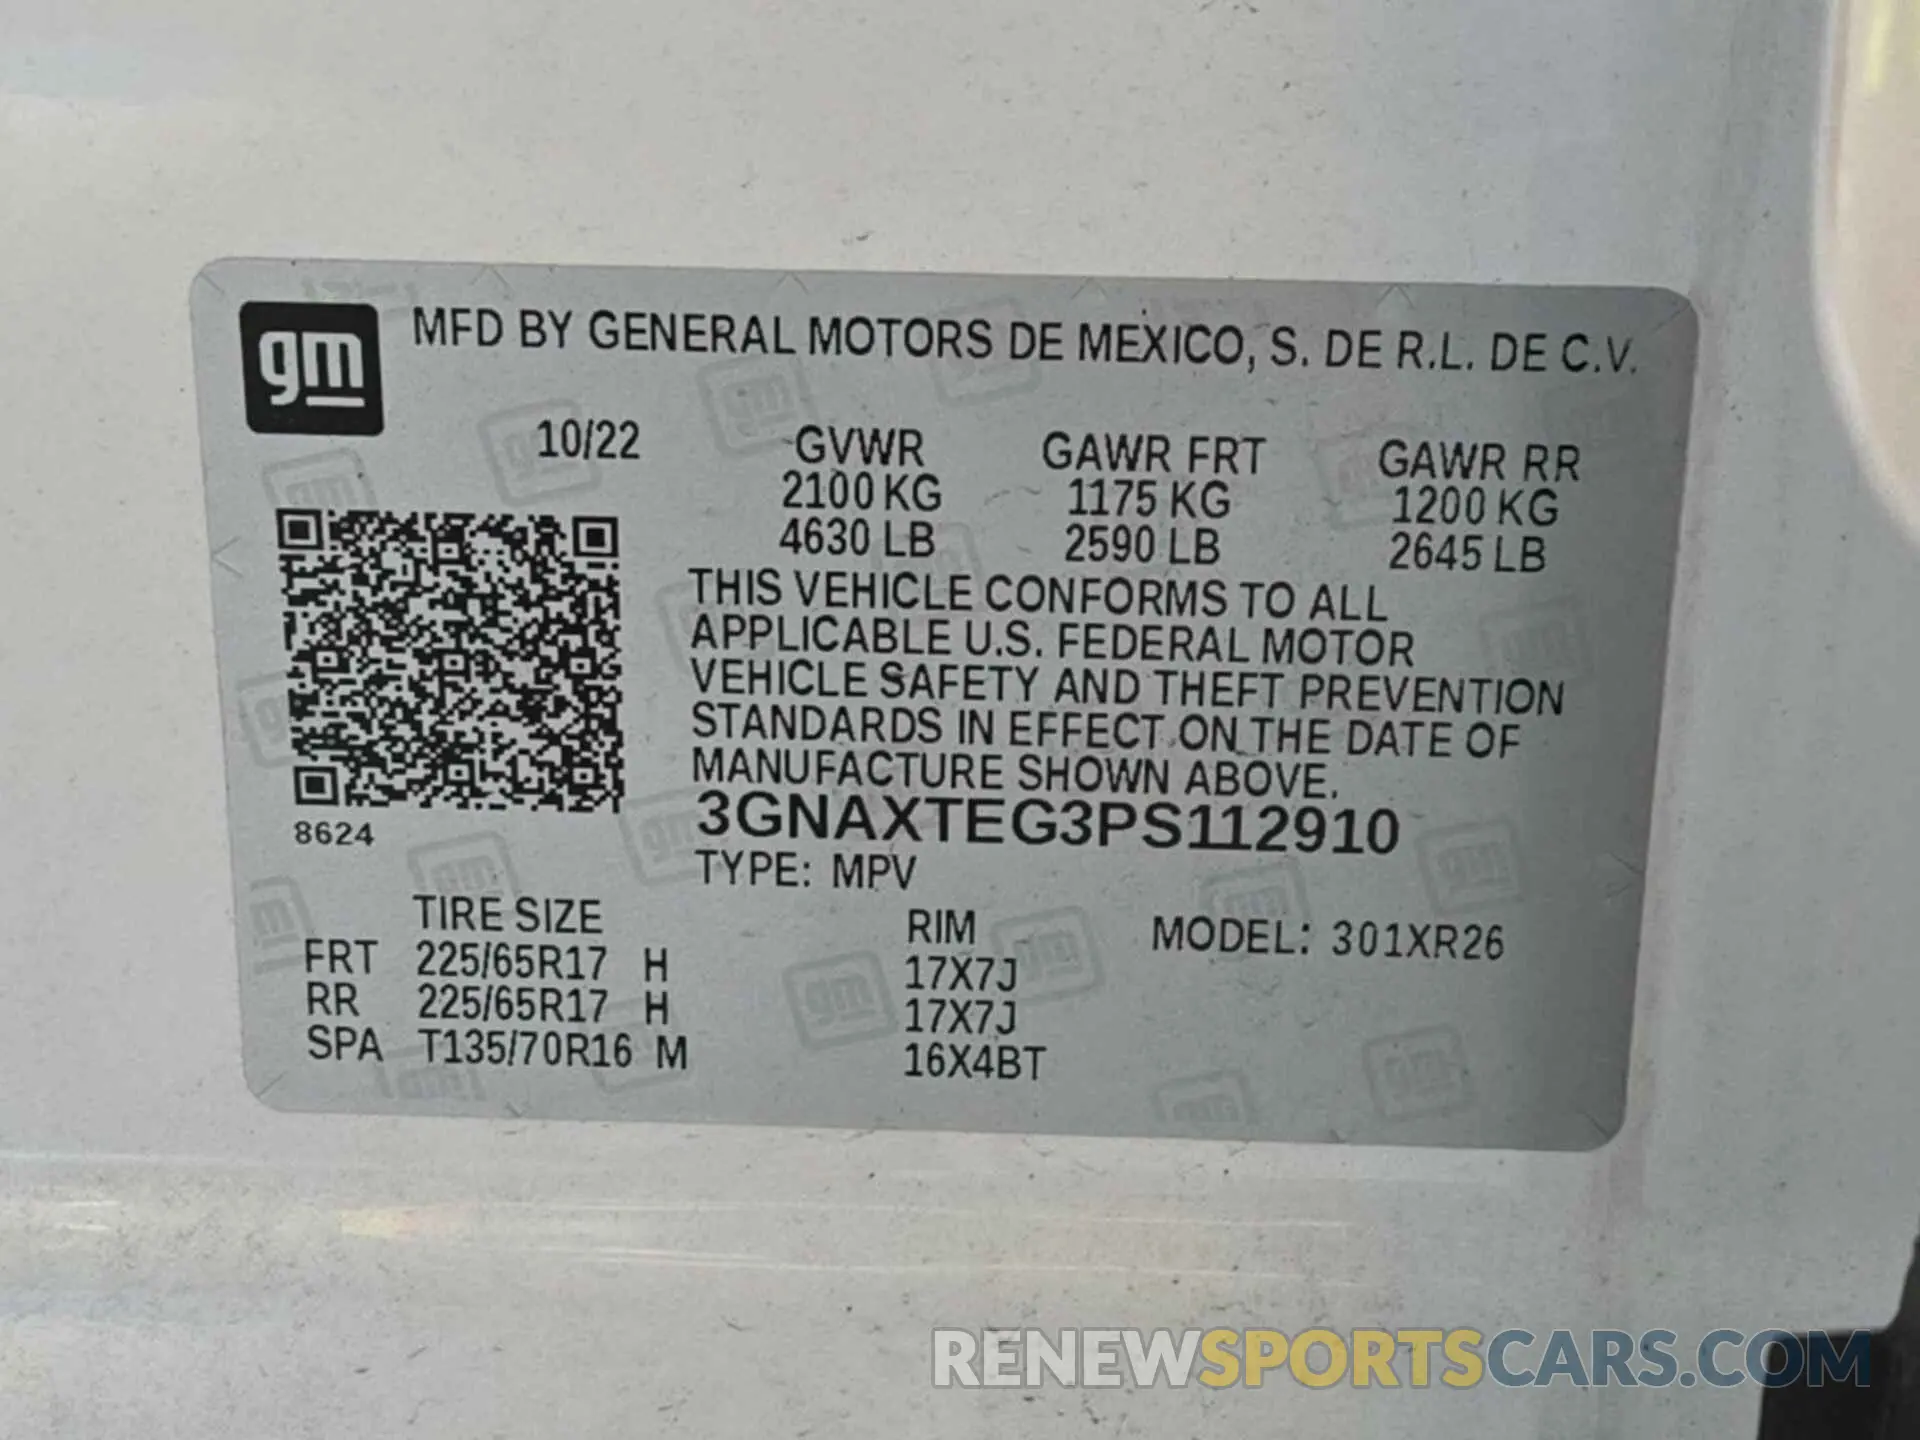 gm MFD BY GENERAL MOTORS DE MEXICO, S. DE R.L. DE C.V.
10/22 GVWR GAWR FRT GAWR RR
2100 KG 1175 KG 1200 KG
4630 LB 2590 LB 2645 LB
THIS VEHICLE CONFORMS TO ALL
APPLICABLE U.S. FEDERAL MOTOR
VEHICLE SAFETY AND THEFT PREVENTION
STANDARDS IN EFFECT ON THE DATE OF
MANUFACTURE SHOWN ABOVE.
3GNAXTEG3PS112910
8624
TYPE: MPV
TIRE SIZE RIM MODEL: 301XR26
FRT 225/65R17 H 17X7J
RR 225/65R17 H 17X7J
SPA T135/70R16 M 16X4BT
RENEWSPORTSCARS.COM